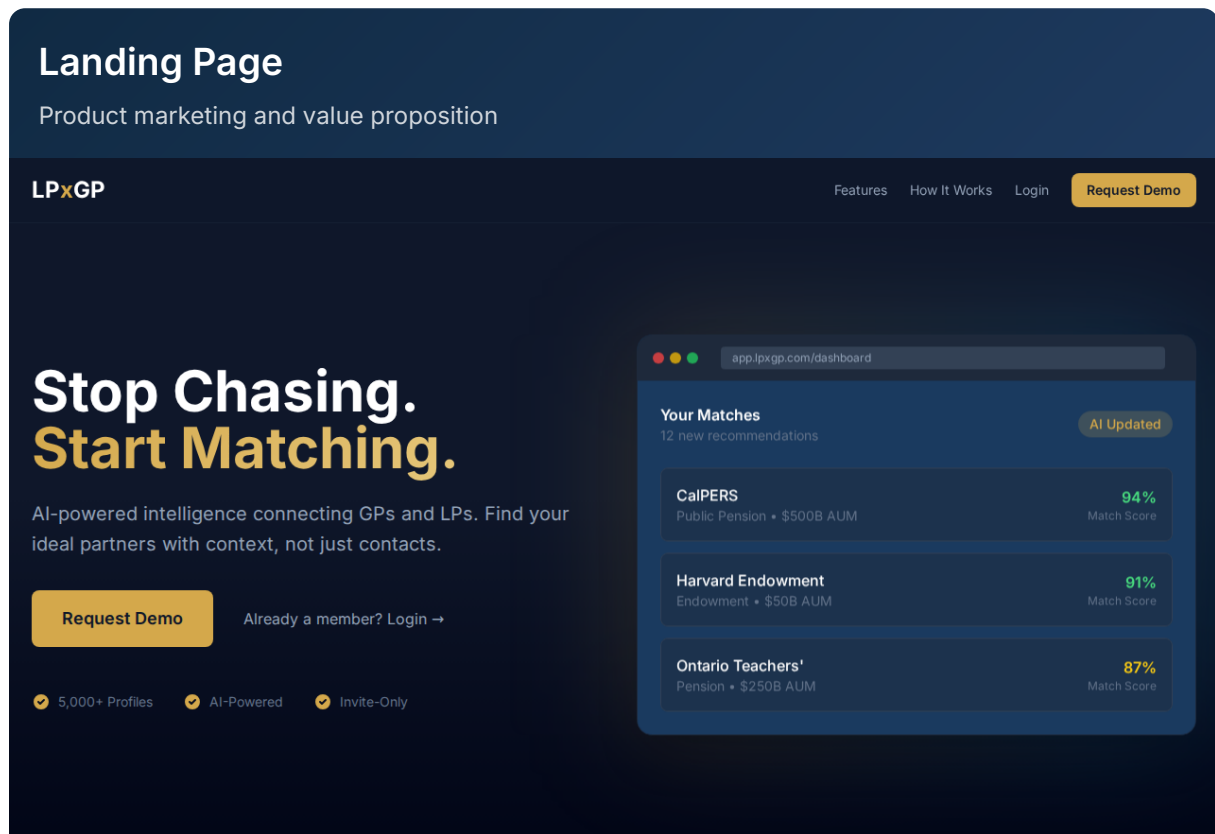 Landing Page
Product marketing and value proposition
LPxGP
Features
How It Works
Login
Request Demo
Stop Chasing.
Start Matching.
AI-powered intelligence connecting GPs and LPs. Find your
ideal partners with context, not just contacts.
Request Demo
Already a member? Login →
5,000+ Profiles
AI-Powered
Invite-Only
app.lpxgp.com/dashboard
Your Matches
12 new recommendations
AI Updated
CalPERS
Public Pension • $500B AUM
94%
Match Score
Harvard Endowment
Endowment • $50B AUM
91%
Match Score
Ontario Teachers'
Pension • $250B AUM
87%
Match Score